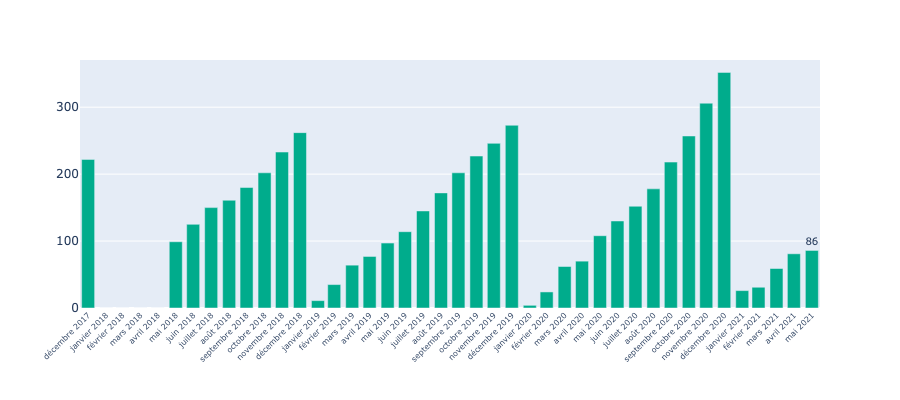 300
200
100
0
86
décembre 2017
janvier 2018
février 2018
mars 2018
avril 2018
mai 2018
juin 2018
juillet 2018
août 2018
septembre 2018
octobre 2018
novembre 2018
décembre 2018
janvier 2019
février 2019
mars 2019
avril 2019
mai 2019
juin 2019
juillet 2019
août 2019
septembre 2019
octobre 2019
novembre 2019
décembre 2019
janvier 2020
février 2020
mars 2020
avril 2020
mai 2020
juin 2020
juillet 2020
août 2020
septembre 2020
octobre 2020
novembre 2020
décembre 2020
janvier 2021
février 2021
mars 2021
avril 2021
mai 2021